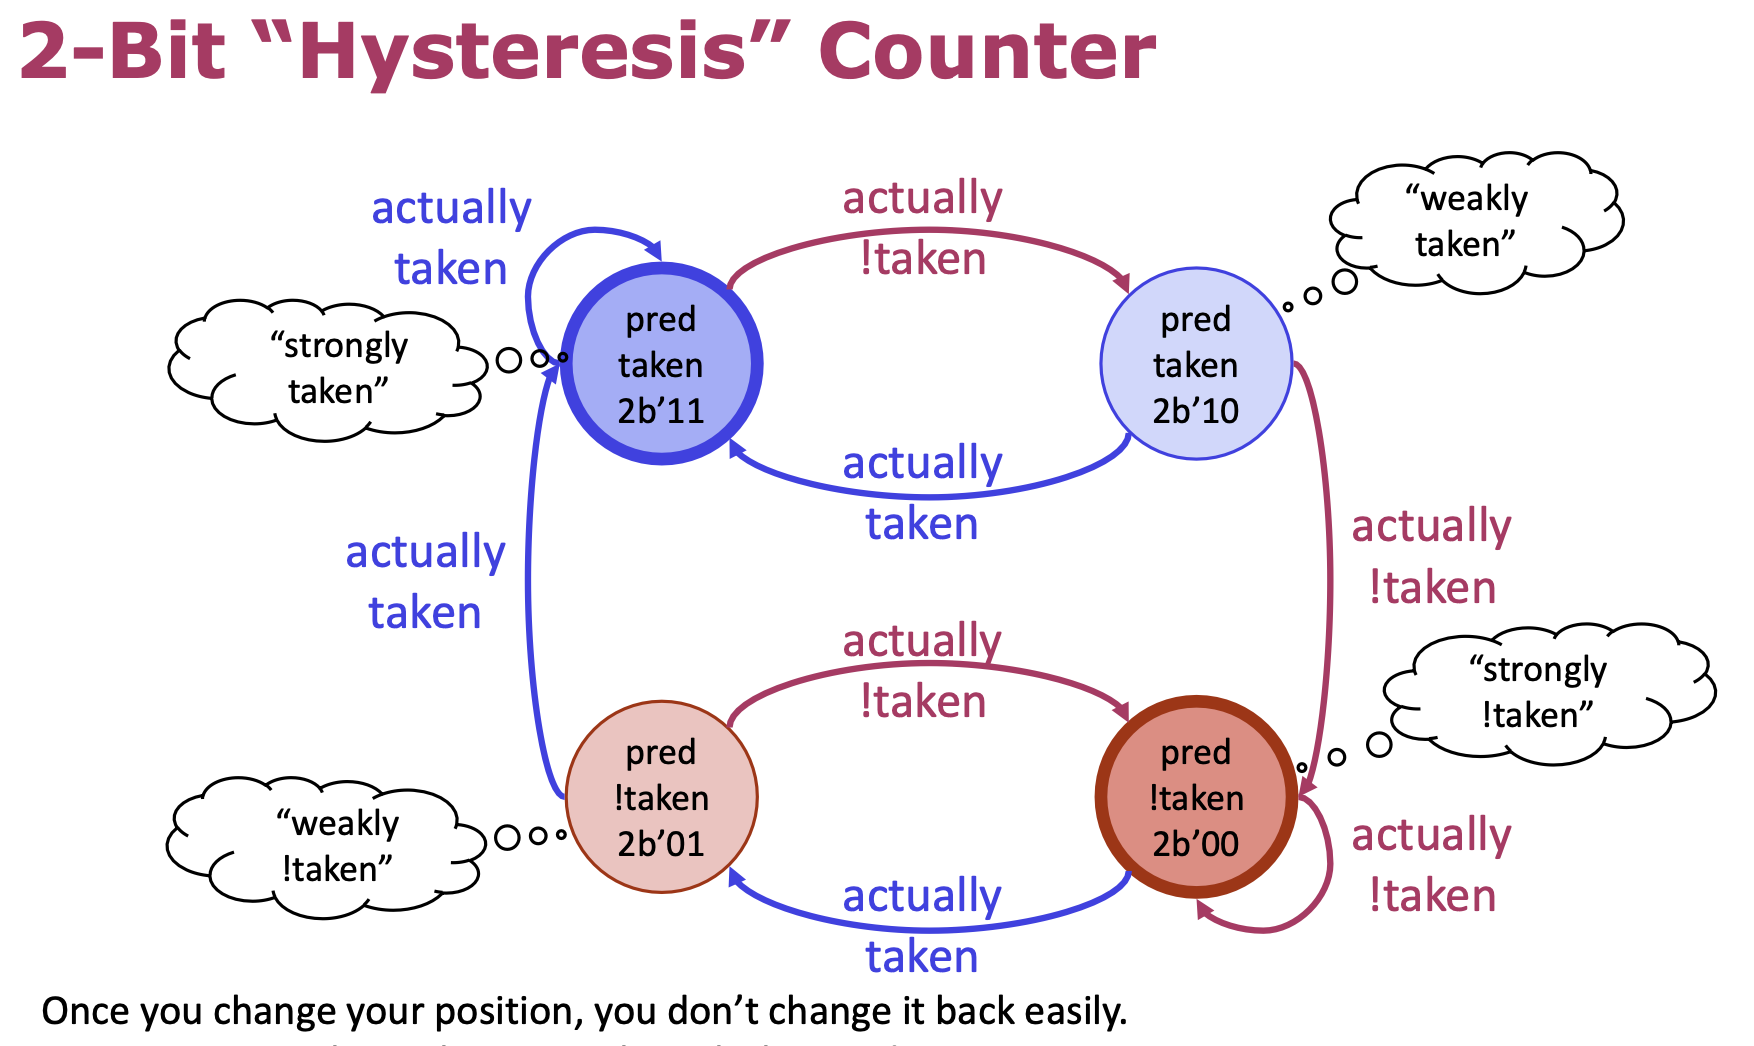 2-Bit “Hysteresis” Counter
actually
taken
actually
!taken
“weakly
taken”
“strongly
taken”
pred
taken
2b’11
pred
taken
2b’10
actually
taken
actually
taken
actually
!taken
actually
!taken
“strongly
!taken”
“weakly
!taken”
pred
!taken
2b’01
pred
!taken
2b’00
actually
!taken
actually
taken
Once you change your position, you don’t change it back easily.